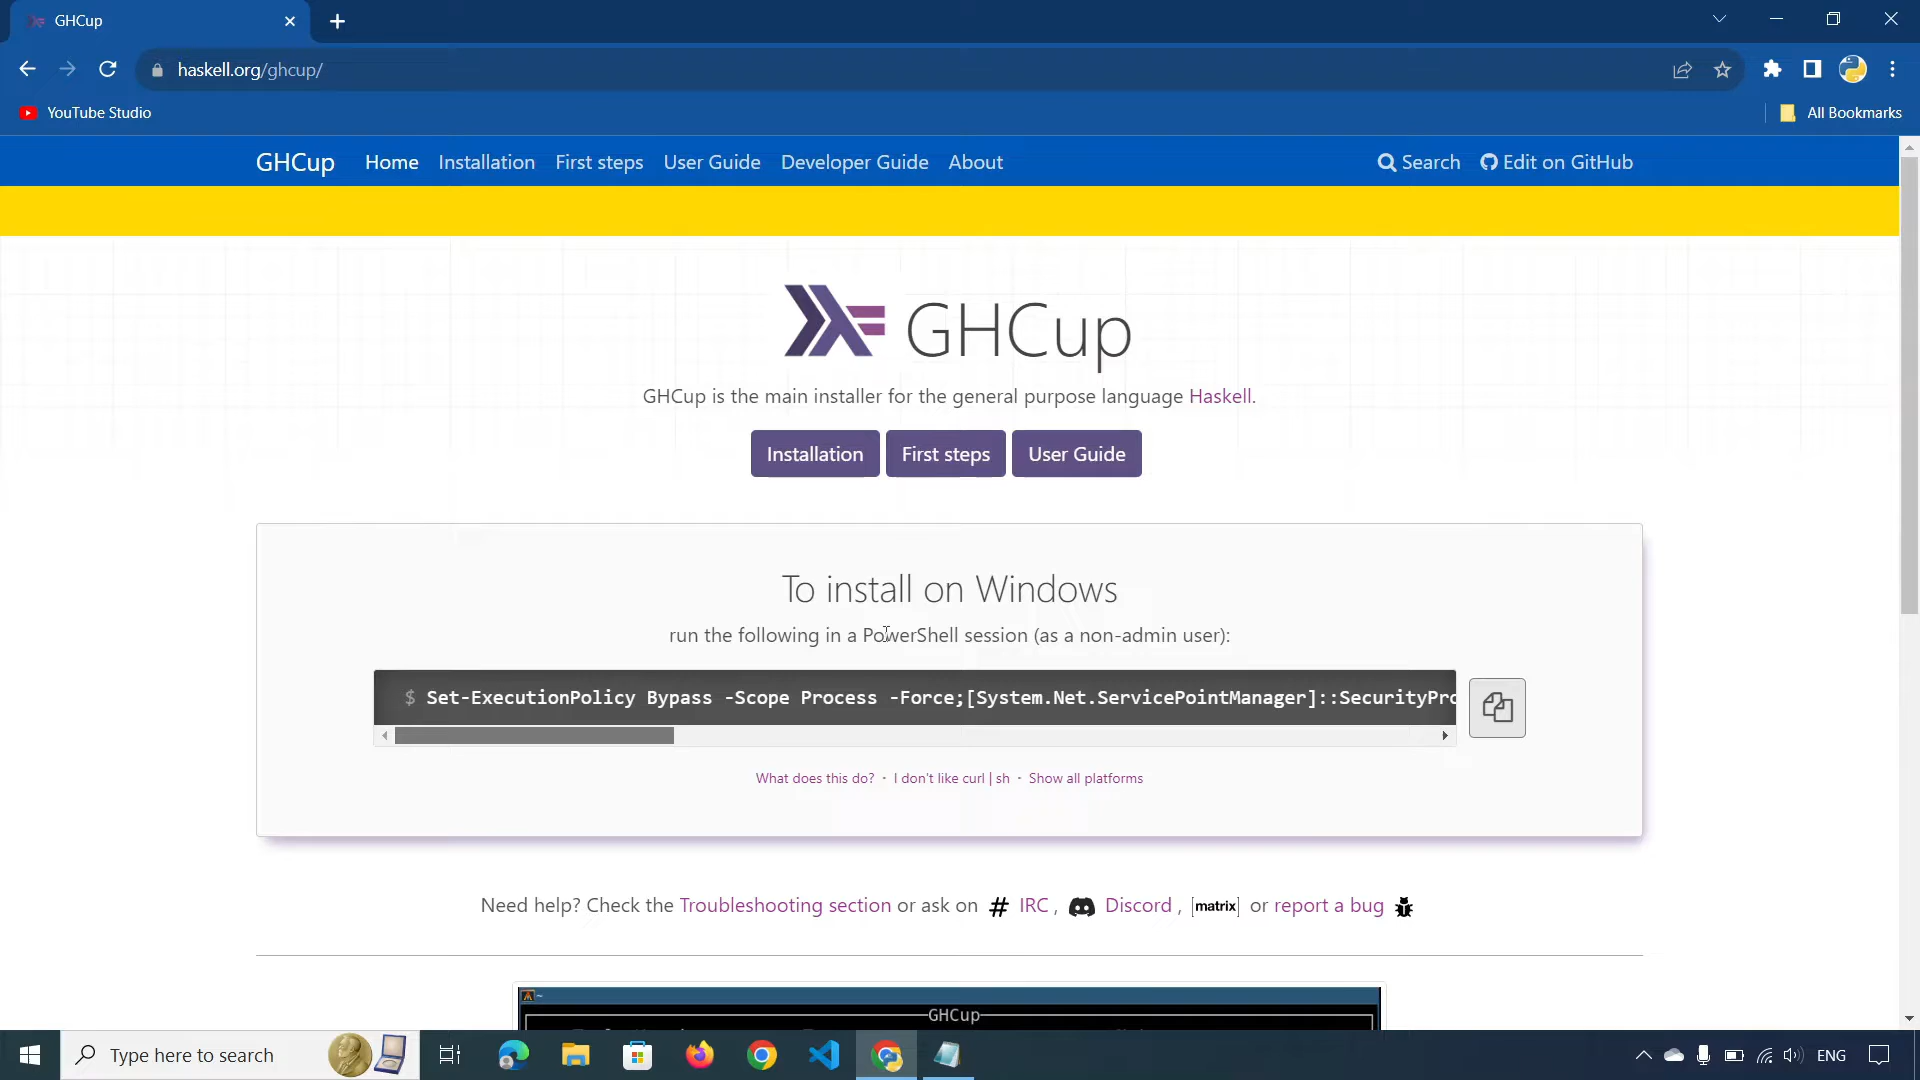 GHCup
haskell.org/ghcup/
YouTube Studio
All Bookmarks
GHCup Home Installation First steps User Guide Developer Guide About Search Edit on GitHub
GHCup
GHCup is the main installer for the general purpose language Haskell.
Installation First steps User Guide
To install on Windows
run the following in a PowerShell session (as a non-admin user):
$ Set-ExecutionPolicy Bypass -Scope Process -Force;[System.Net.ServicePointManager]::SecurityPro
What does this do? · I don't like curl | sh · Show all platforms
Need help? Check the Troubleshooting section or ask on # IRC , Discord , [matrix] or report a bug
~
GHCup
Type here to search
ENG